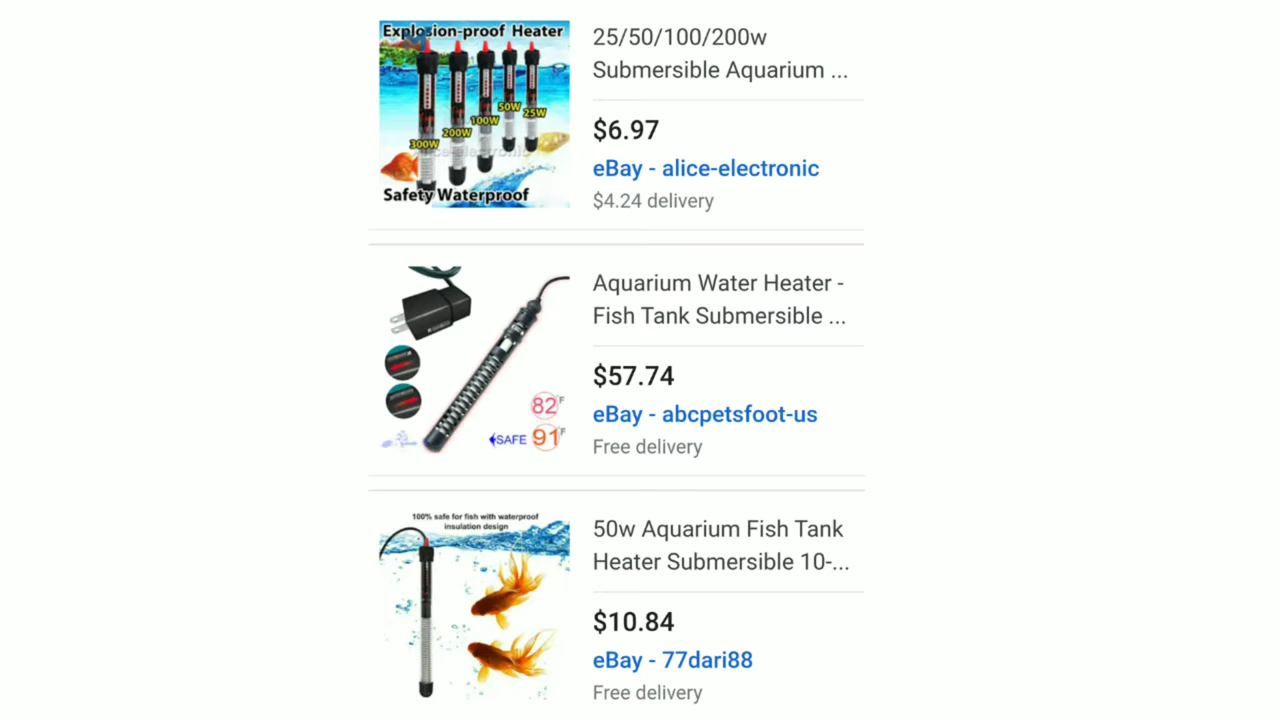 Explosion-proof Heater
300W
200W
100W
50W
25W
alice-electronic
Safety Waterproof
25/50/100/200w
Submersible Aquarium ...
$6.97
eBay - alice-electronic
$4.24 delivery
82°F
SAFE 91°F
Aquarium Water Heater -
Fish Tank Submersible ...
$57.74
eBay - abcpetsfoot-us
Free delivery
100% safe for fish with waterproof
insulation design
50w Aquarium Fish Tank
Heater Submersible 10-...
$10.84
eBay - 77dari88
Free delivery